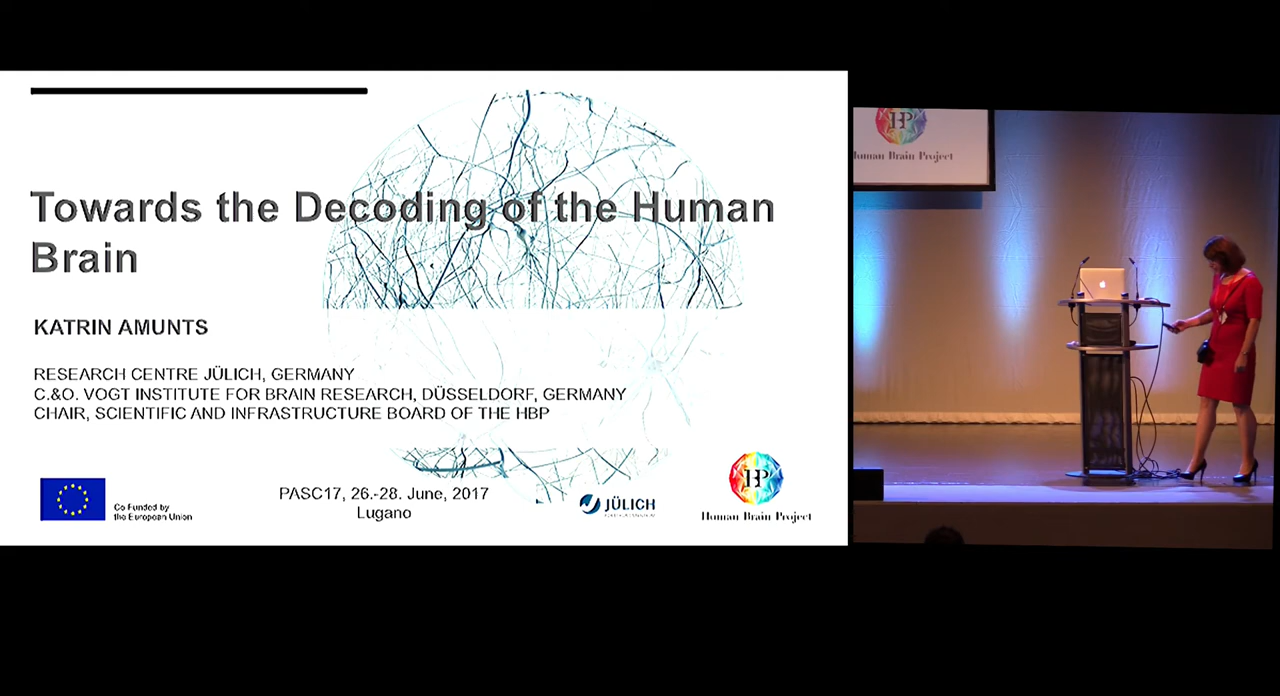 Towards the Decoding of the Human
Brain
KATRIN AMUNTS
RESEARCH CENTRE JÜLICH, GERMANY
C.&O. VOGT INSTITUTE FOR BRAIN RESEARCH, DÜSSELDORF, GERMANY
CHAIR, SCIENTIFIC AND INFRASTRUCTURE BOARD OF THE HBP
Co-Funded by
the European Union
PASC17, 26.-28. June, 2017
Lugano
JÜLICH
HBP
Human Brain Project
HBP
Human Brain Project